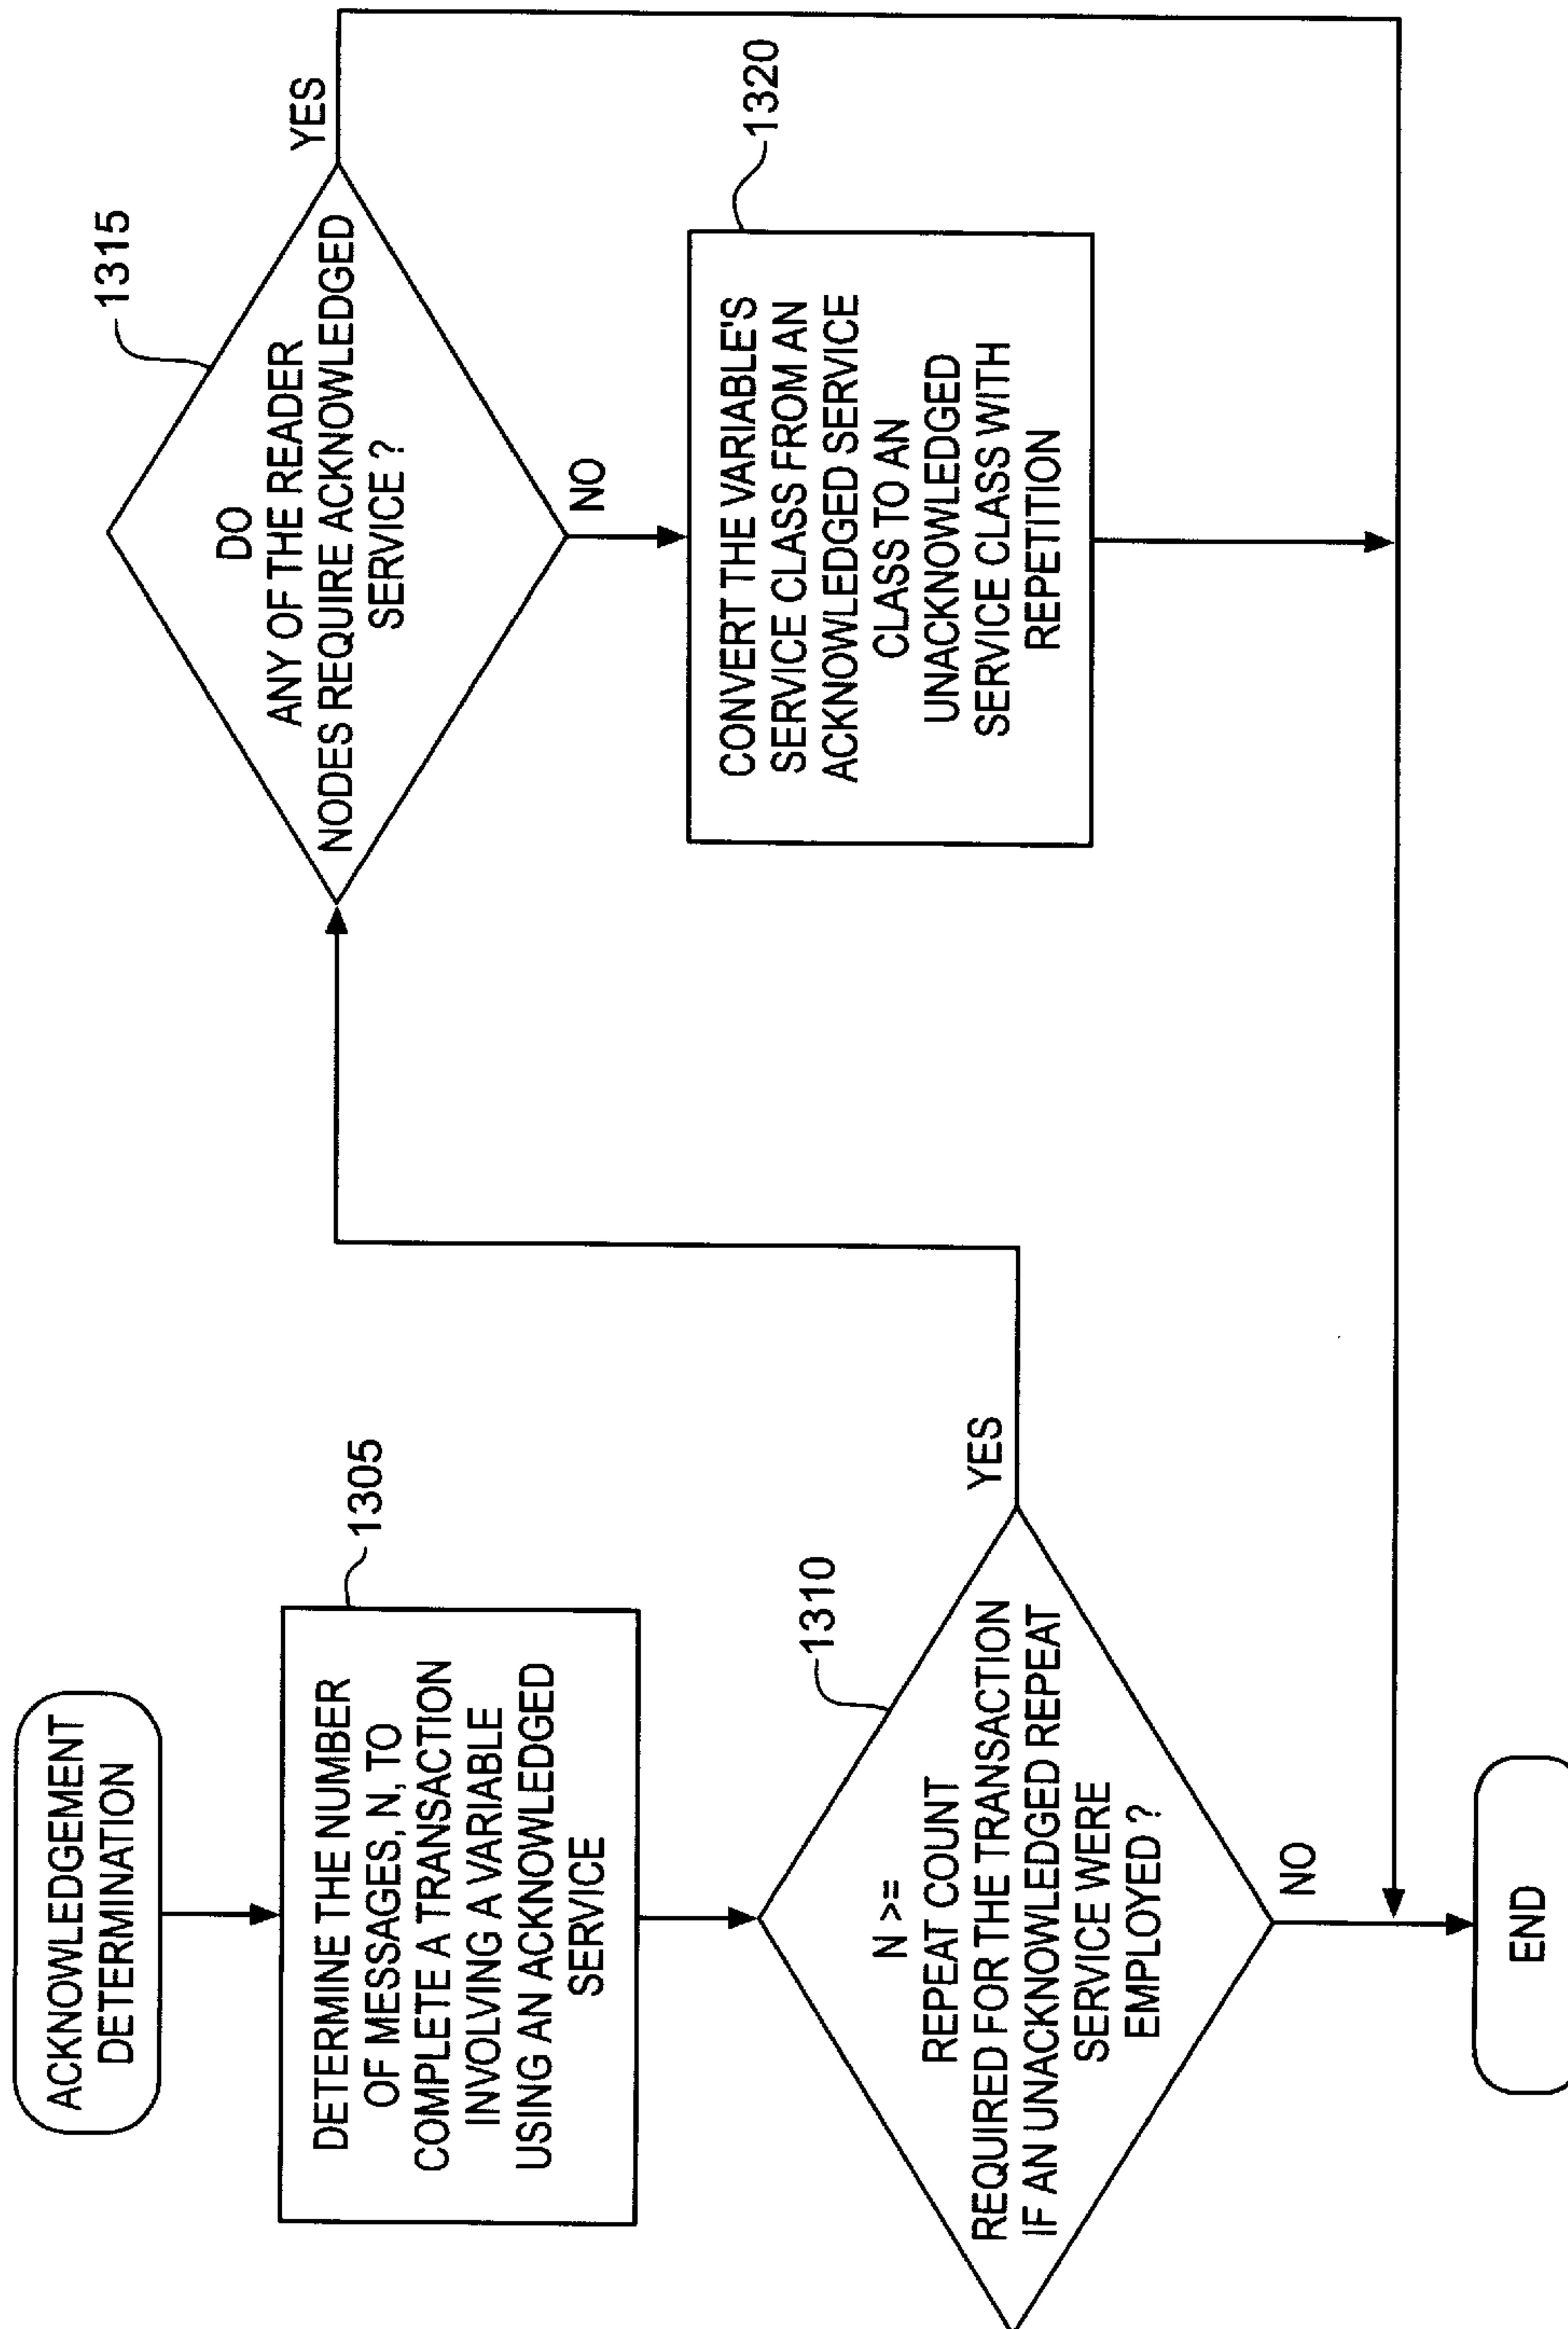 ACKNOWLEDGEMENT
DETERMINATION
DETERMINE THE NUMBER
OF MESSAGES, N, TO
COMPLETE A TRANSACTION
INVOLVING A VARIABLE
USING AN ACKNOWLEDGED
SERVICE
1305
N >=
REPEAT COUNT
REQUIRED FOR THE TRANSACTION
IF AN UNACKNOWLEDGED REPEAT
SERVICE WERE
EMPLOYED ?
1310
YES
NO
END
DO
ANY OF THE READER
NODES REQUIRE ACKNOWLEDGED
SERVICE ?
1315
YES
NO
CONVERT THE VARIABLE'S
SERVICE CLASS FROM AN
ACKNOWLEDGED SERVICE
CLASS TO AN
UNACKNOWLEDGED
SERVICE CLASS WITH
REPETITION
1320